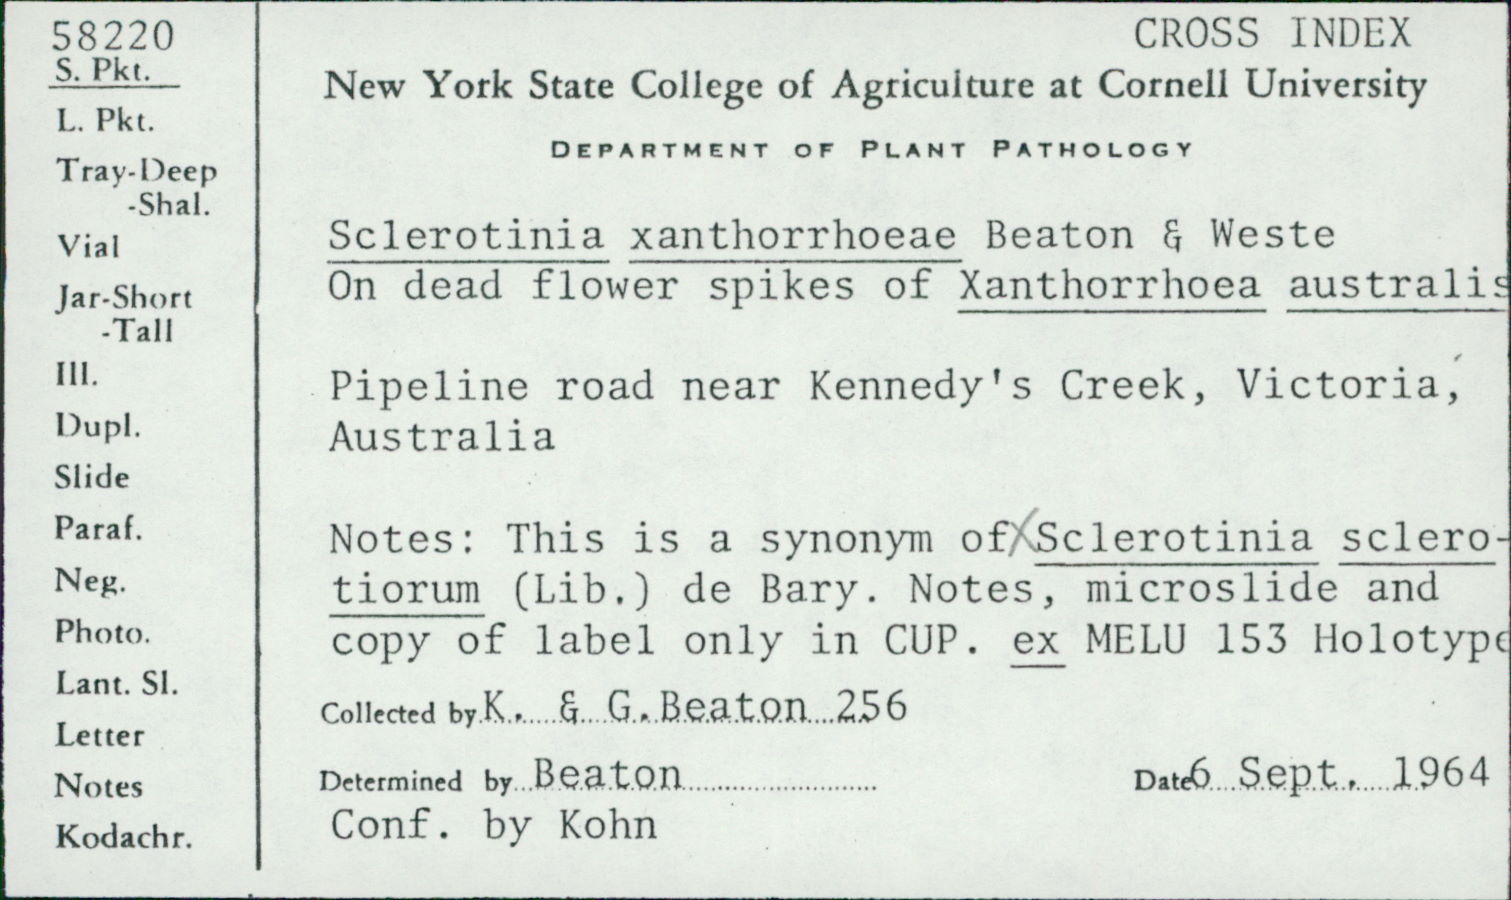 58220
S. Pkt.
L. Pkt.
Tray-Deep
-Shal.
Vial
Jar-Short
-Tall
Ill.
Dupl.
Slide
Paraf.
Neg.
Photo.
Lant. Sl.
Letter
Notes
Kodachr.
CROSS INDEX
New York State College of Agriculture at Cornell University
DEPARTMENT OF PLANT PATHOLOGY
Sclerotinia xanthorrhoeae Beaton & Weste
On dead flower spikes of Xanthorrhoea australis
Pipeline road near Kennedy's Creek, Victoria,
Australia
Notes: This is a synonym of Sclerotinia sclero-
tiorum (Lib.) de Bary. Notes, microslide and
copy of label only in CUP. ex MELU 153 Holotype
Collected by K. & G. Beaton 256
Determined by Beaton
Date 6 Sept. 1964
Conf. by Kohn